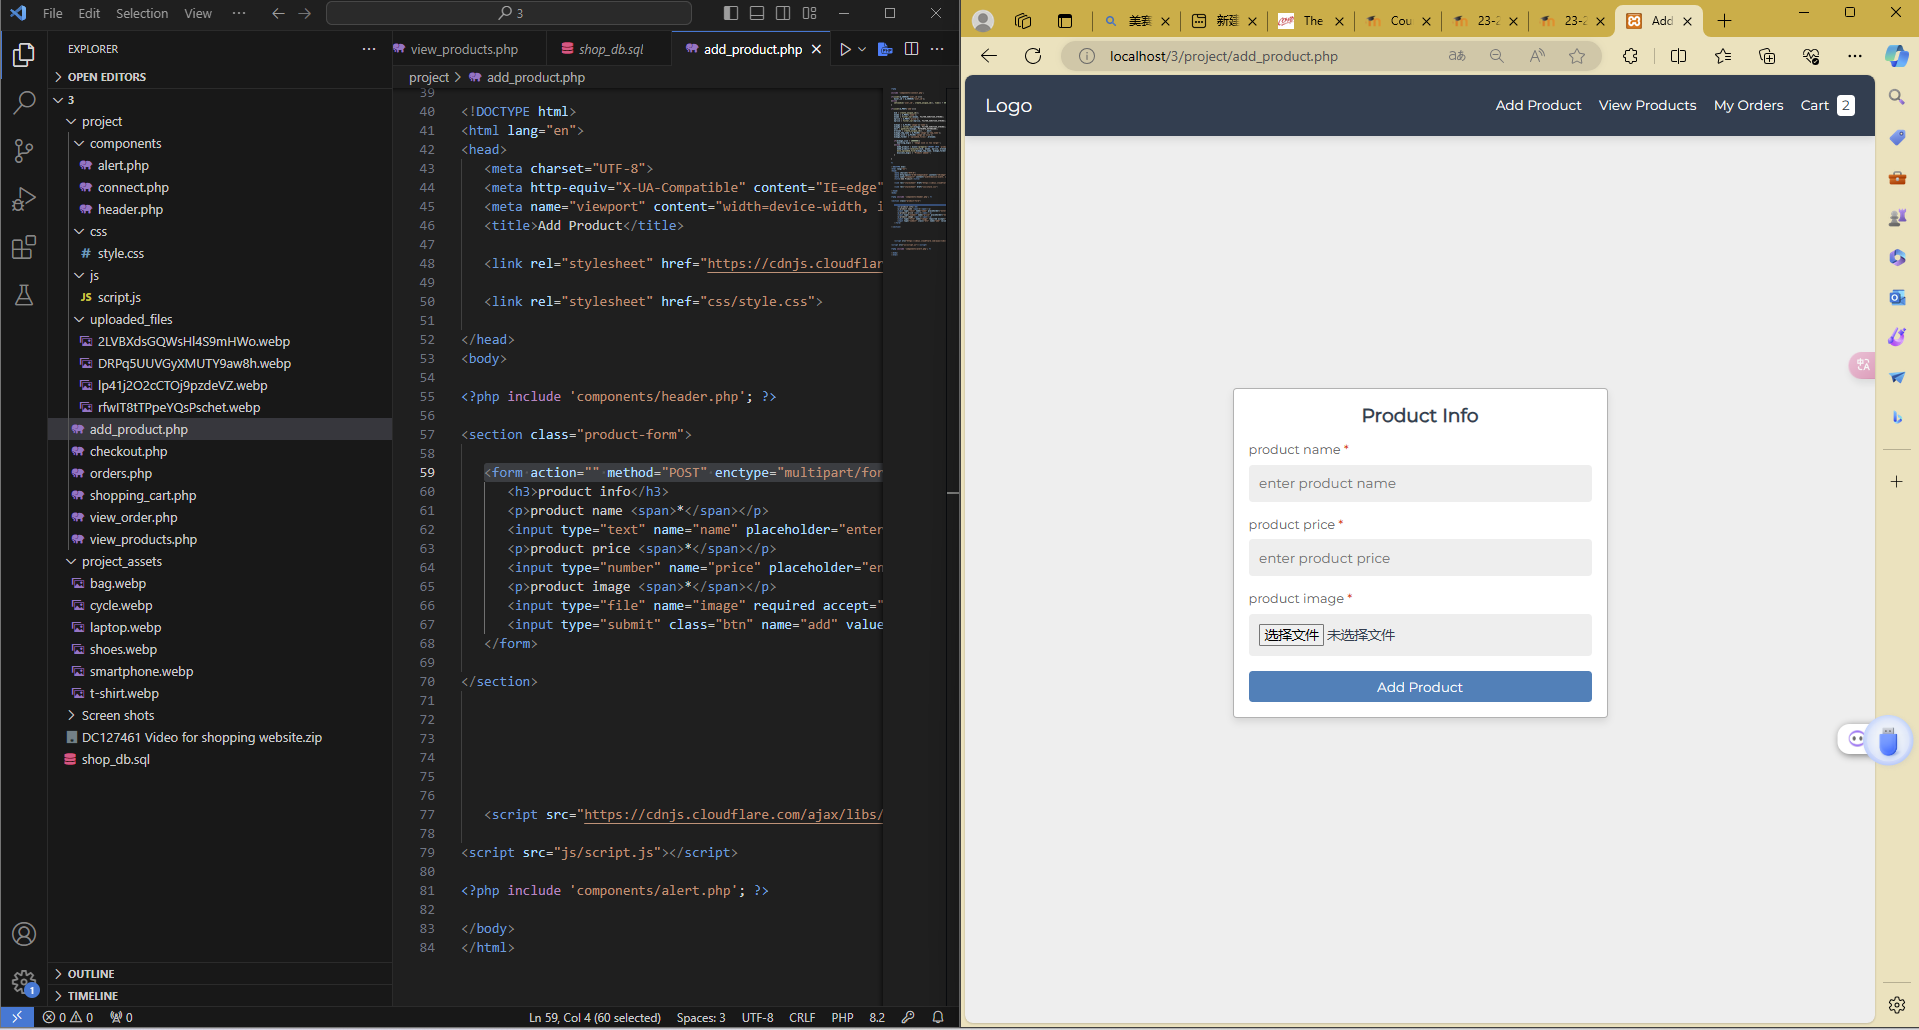 File Edit Selection View ··· 3
EXPLORER
OPEN EDITORS
3
project
components
alert.php
connect.php
header.php
css
# style.css
js
JS script.js
uploaded_files
2LVBXdsGQWsHl4S9mHWo.webp
DRPq5UUVGyXMUTY9aw8h.webp
lp41j2O2cCTOj9pzdeVZ.webp
rfwIT8tTPpeYQsPschet.webp
add_product.php
checkout.php
orders.php
shopping_cart.php
view_order.php
view_products.php
project_assets
bag.webp
cycle.webp
laptop.webp
shoes.webp
smartphone.webp
t-shirt.webp
Screen shots
DC127461 Video for shopping website.zip
shop_db.sql
OUTLINE
TIMELINE
view_products.php shop_db.sql add_product.php
project > add_product.php
39
40 <!DOCTYPE html>
41 <html lang="en">
42 <head>
43 <meta charset="UTF-8">
44 <meta http-equiv="X-UA-Compatible" content="IE=edge"
45 <meta name="viewport" content="width=device-width, i
46 <title>Add Product</title>
47
48 <link rel="stylesheet" href="https://cdnjs.cloudflar
49
50 <link rel="stylesheet" href="css/style.css">
51
52 </head>
53 <body>
54
55 <?php include 'components/header.php'; ?>
56
57 <section class="product-form">
58
59 <form action="" method="POST" enctype="multipart/for
60 <h3>product info</h3>
61 <p>product name <span>*</span></p>
62 <input type="text" name="name" placeholder="enter
63 <p>product price <span>*</span></p>
64 <input type="number" name="price" placeholder="en
65 <p>product image <span>*</span></p>
66 <input type="file" name="image" required accept="
67 <input type="submit" class="btn" name="add" value
68 </form>
69
70 </section>
71
72
73
74
75
76
77 <script src="https://cdnjs.cloudflare.com/ajax/libs/
78
79 <script src="js/script.js"></script>
80
81 <?php include 'components/alert.php'; ?>
82
83 </body>
84 </html>
1
0 0 0 Ln 59, Col 4 (60 selected) Spaces: 3 UTF-8 CRLF PHP 8.2
美赛 新建 The Cou 23-2 23-2 Add
localhost/3/project/add_product.php
Logo Add Product View Products My Orders Cart 2
Product Info
product name *
enter product name
product price *
enter product price
product image *
选择文件 未选择文件
Add Product